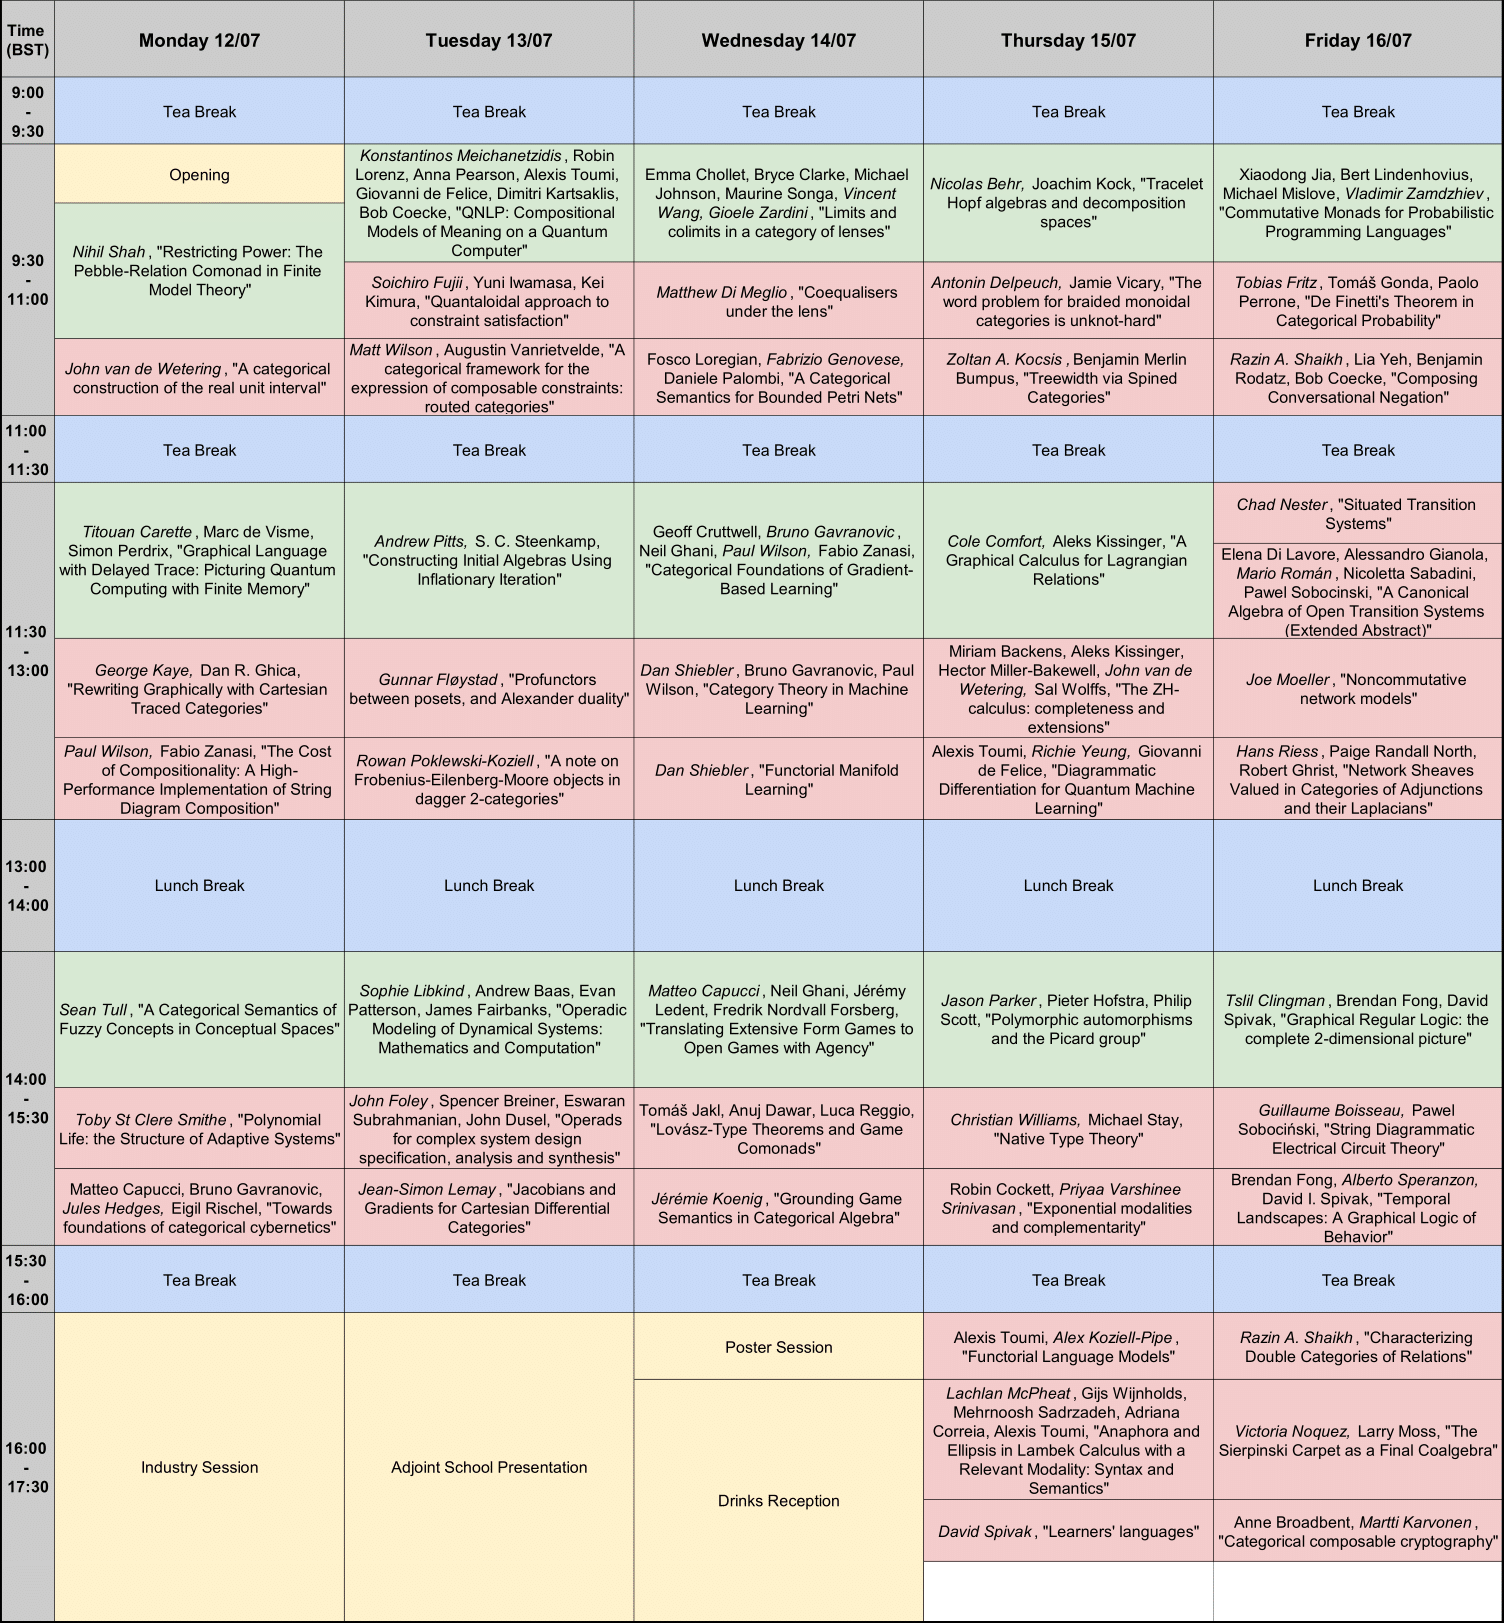 Time
(BST)
Monday 12/07
Tuesday 13/07
Wednesday 14/07
Thursday 15/07
Friday 16/07
9:00
-
9:30
Tea Break
Tea Break
Tea Break
Tea Break
Tea Break
9:30
-
11:00
Opening
Nihil Shah, "Restricting Power: The
Pebble-Relation Comonad in Finite
Model Theory"
John van de Wetering, "A categorical
construction of the real unit interval"
Konstantinos Meichanetzidis, Robin
Lorenz, Anna Pearson, Alexis Toumi,
Giovanni de Felice, Dimitri Kartsaklis,
Bob Coecke, "QNLP: Compositional
Models of Meaning on a Quantum
Computer"
Soichiro Fujii, Yuni Iwamasa, Kei
Kimura, "Quantaloidal approach to
constraint satisfaction"
Matt Wilson, Augustin Vanrietvelde, "A
categorical framework for the
expression of composable constraints:
routed categories"
Emma Chollet, Bryce Clarke, Michael
Johnson, Maurine Songa, Vincent
Wang, Gioele Zardini, "Limits and
colimits in a category of lenses"
Matthew Di Meglio, "Coequalisers
under the lens"
Fosco Loregian, Fabrizio Genovese,
Daniele Palombi, "A Categorical
Semantics for Bounded Petri Nets"
Nicolas Behr, Joachim Kock, "Tracelet
Hopf algebras and decomposition
spaces"
Antonin Delpeuch, Jamie Vicary, "The
word problem for braided monoidal
categories is unknot-hard"
Zoltan A. Kocsis, Benjamin Merlin
Bumpus, "Treewidth via Spined
Categories"
Xiaodong Jia, Bert Lindenhovius,
Michael Mislove, Vladimir Zamdzhiev,
"Commutative Monads for Probabilistic
Programming Languages"
Tobias Fritz, Tomáš Gonda, Paolo
Perrone, "De Finetti's Theorem in
Categorical Probability"
Razin A. Shaikh, Lia Yeh, Benjamin
Rodatz, Bob Coecke, "Composing
Conversational Negation"
11:00
-
11:30
Tea Break
Tea Break
Tea Break
Tea Break
Tea Break
11:30
-
13:00
Titouan Carette, Marc de Visme,
Simon Perdrix, "Graphical Language
with Delayed Trace: Picturing Quantum
Computing with Finite Memory"
George Kaye, Dan R. Ghica,
"Rewriting Graphically with Cartesian
Traced Categories"
Paul Wilson, Fabio Zanasi, "The Cost
of Compositionality: A High-
Performance Implementation of String
Diagram Composition"
Andrew Pitts, S. C. Steenkamp,
"Constructing Initial Algebras Using
Inflationary Iteration"
Gunnar Fløystad, "Profunctors
between posets, and Alexander duality"
Rowan Poklewski-Koziell, "A note on
Frobenius-Eilenberg-Moore objects in
dagger 2-categories"
Geoff Cruttwell, Bruno Gavranovic,
Neil Ghani, Paul Wilson, Fabio Zanasi,
"Categorical Foundations of Gradient-
Based Learning"
Dan Shiebler, Bruno Gavranovic, Paul
Wilson, "Category Theory in Machine
Learning"
Dan Shiebler, "Functorial Manifold
Learning"
Cole Comfort, Aleks Kissinger, "A
Graphical Calculus for Lagrangian
Relations"
Miriam Backens, Aleks Kissinger,
Hector Miller-Bakewell, John van de
Wetering, Sal Wolffs, "The ZH-
calculus: completeness and
extensions"
Alexis Toumi, Richie Yeung, Giovanni
de Felice, "Diagrammatic
Differentiation for Quantum Machine
Learning"
Chad Nester, "Situated Transition
Systems"
Elena Di Lavore, Alessandro Gianola,
Mario Román, Nicoletta Sabadini,
Pawel Sobocinski, "A Canonical
Algebra of Open Transition Systems
(Extended Abstract)"
Joe Moeller, "Noncommutative
network models"
Hans Riess, Paige Randall North,
Robert Ghrist, "Network Sheaves
Valued in Categories of Adjunctions
and their Laplacians"
13:00
-
14:00
Lunch Break
Lunch Break
Lunch Break
Lunch Break
Lunch Break
14:00
-
15:30
Sean Tull, "A Categorical Semantics of
Fuzzy Concepts in Conceptual Spaces"
Toby St Clere Smithe, "Polynomial
Life: the Structure of Adaptive Systems"
Matteo Capucci, Bruno Gavranovic,
Jules Hedges, Eigil Rischel, "Towards
foundations of categorical cybernetics"
Sophie Libkind, Andrew Baas, Evan
Patterson, James Fairbanks, "Operadic
Modeling of Dynamical Systems:
Mathematics and Computation"
John Foley, Spencer Breiner, Eswaran
Subrahmanian, John Dusel, "Operads
for complex system design
specification, analysis and synthesis"
Jean-Simon Lemay, "Jacobians and
Gradients for Cartesian Differential
Categories"
Matteo Capucci, Neil Ghani, Jérémy
Ledent, Fredrik Nordvall Forsberg,
"Translating Extensive Form Games to
Open Games with Agency"
Tomáš Jakl, Anuj Dawar, Luca Reggio,
"Lovász-Type Theorems and Game
Comonads"
Jérémie Koenig, "Grounding Game
Semantics in Categorical Algebra"
Jason Parker, Pieter Hofstra, Philip
Scott, "Polymorphic automorphisms
and the Picard group"
Christian Williams, Michael Stay,
"Native Type Theory"
Robin Cockett, Priyaa Varshinee
Srinivasan, "Exponential modalities
and complementarity"
Tslil Clingman, Brendan Fong, David
Spivak, "Graphical Regular Logic: the
complete 2-dimensional picture"
Guillaume Boisseau, Pawel
Sobociński, "String Diagrammatic
Electrical Circuit Theory"
Brendan Fong, Alberto Speranzon,
David I. Spivak, "Temporal
Landscapes: A Graphical Logic of
Behavior"
15:30
-
16:00
Tea Break
Tea Break
Tea Break
Tea Break
Tea Break
16:00
-
17:30
Industry Session
Adjoint School Presentation
Poster Session
Drinks Reception
Alexis Toumi, Alex Koziell-Pipe,
"Functorial Language Models"
Lachlan McPheat, Gijs Wijnholds,
Mehrnoosh Sadrzadeh, Adriana
Correia, Alexis Toumi, "Anaphora and
Ellipsis in Lambek Calculus with a
Relevant Modality: Syntax and
Semantics"
David Spivak, "Learners' languages"
Razin A. Shaikh, "Characterizing
Double Categories of Relations"
Victoria Noquez, Larry Moss, "The
Sierpinski Carpet as a Final Coalgebra"
Anne Broadbent, Martti Karvonen,
"Categorical composable cryptography"